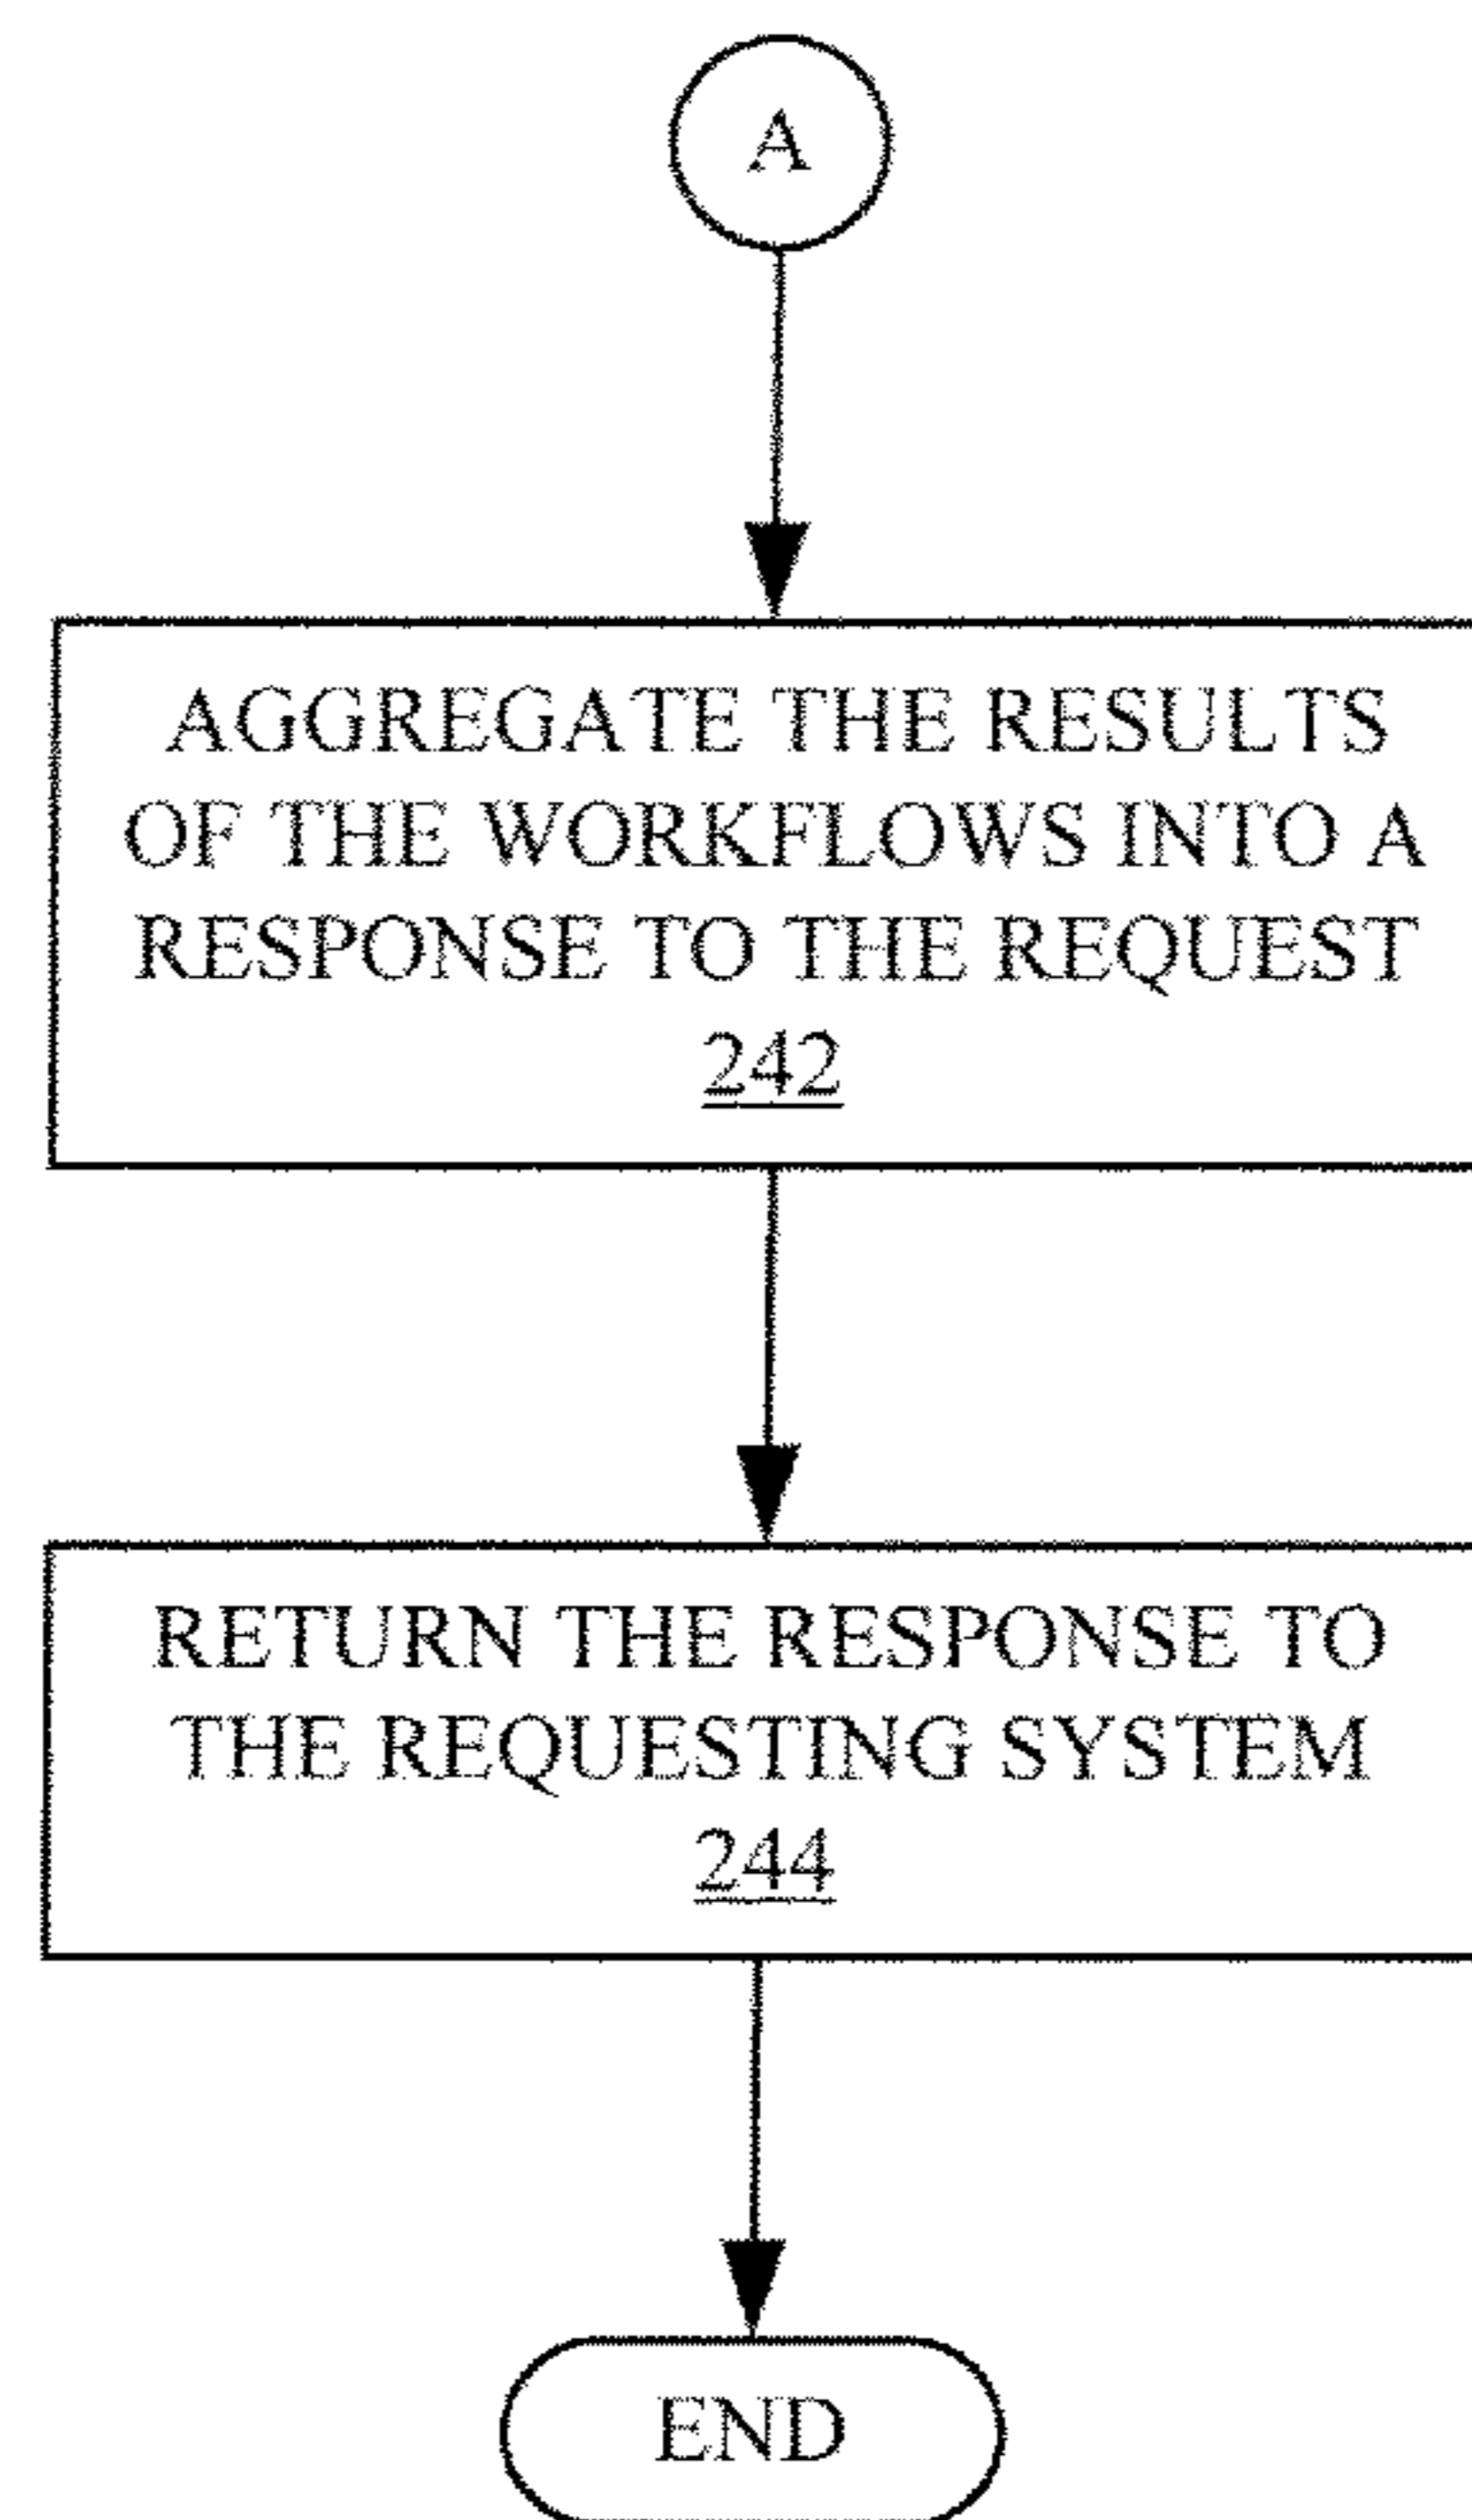 A
AGGREGATE THE RESULTS
OF THE WORKFLOWS INTO A
RESPONSE TO THE REQUEST
242
RETURN THE RESPONSE TO
THE REQUESTING SYSTEM
244
END